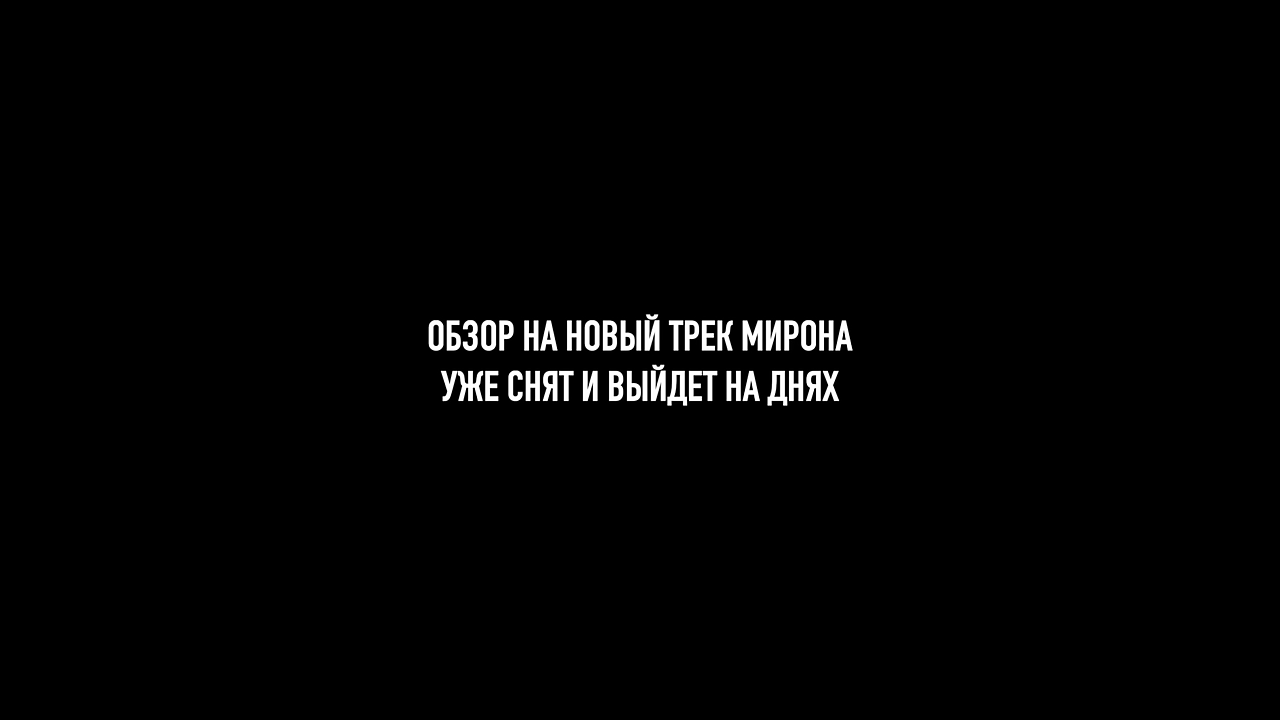 ОБЗОР НА НОВЫЙ ТРЕК МИРОНА
УЖЕ СНЯТ И ВЫЙДЕТ НА ДНЯХ